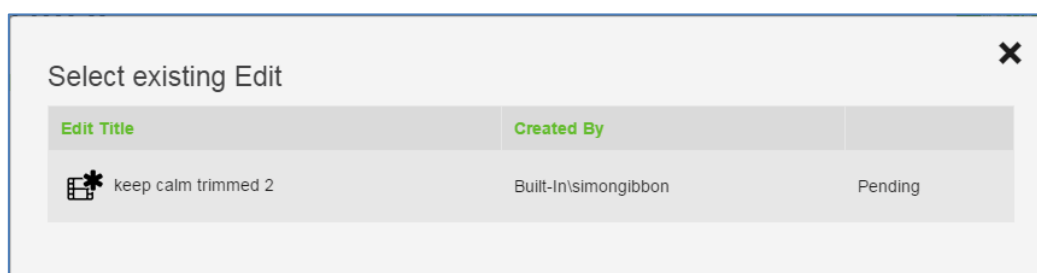 Select existing Edit
Edit Title Created By
keep calm trimmed 2 Built-In\simongibbon Pending